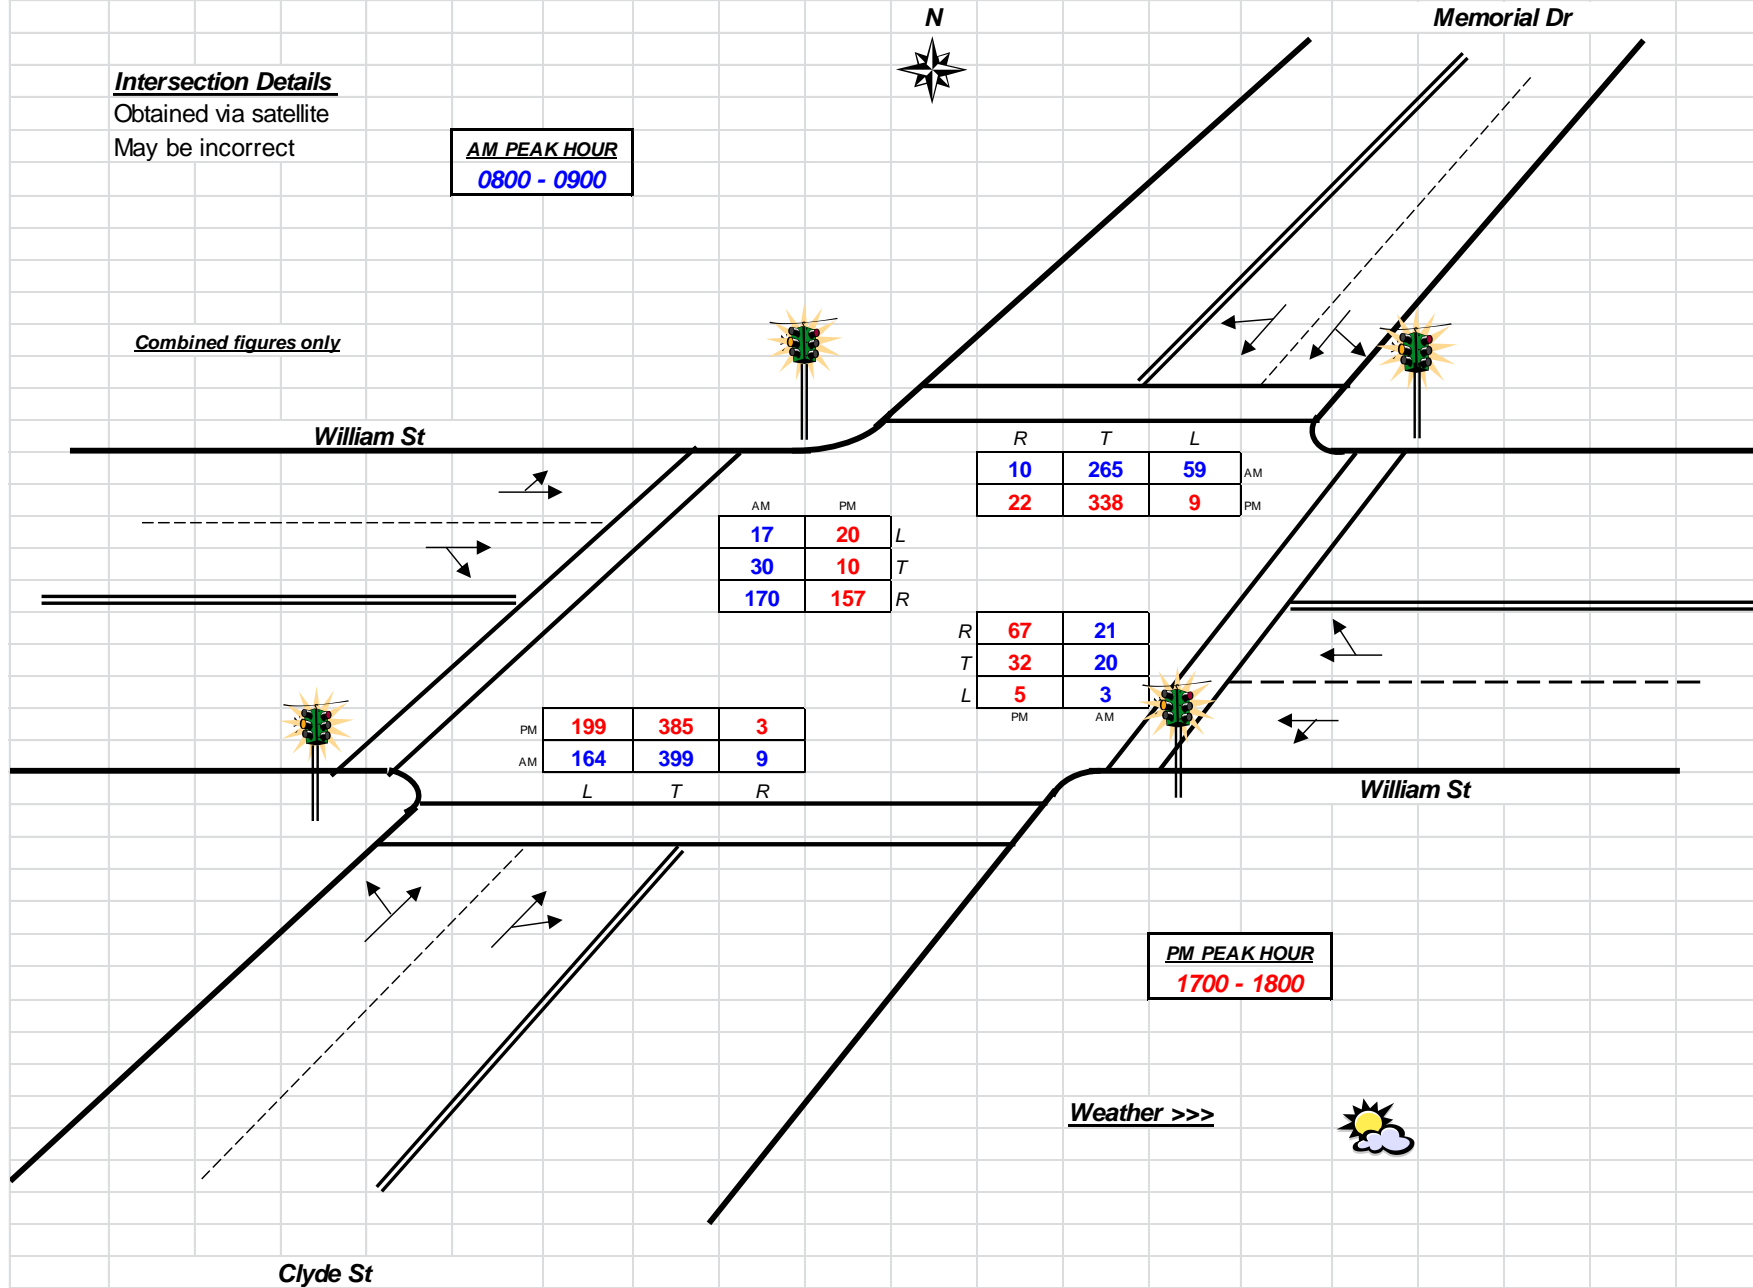 N
Memorial Dr
Intersection Details
Obtained via satellite
May be incorrect
AM PEAK HOUR
0800 - 0900
Combined figures only
William St
R T L
10 265 59 AM
22 338 9 PM
AM PM
17 20 L
30 10 T
170 157 R
R 67 21
T 32 20
L 5 3
PM AM
PM 199 385 3
AM 164 399 9
L T R
William St
PM PEAK HOUR
1700 - 1800
Weather >>>
Clyde St